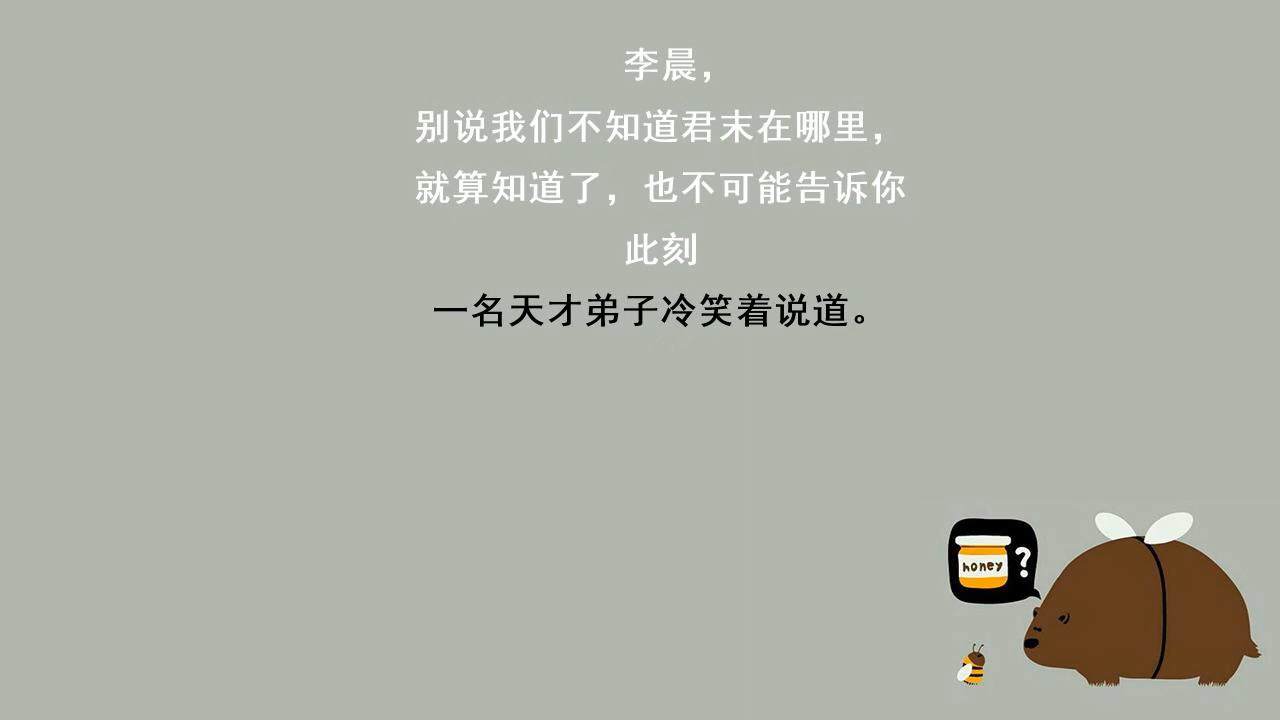 李晨，
别说我们不知道君末在哪里，
就算知道了，也不可能告诉你
此刻
一名天才弟子冷笑着说道。
honey
?